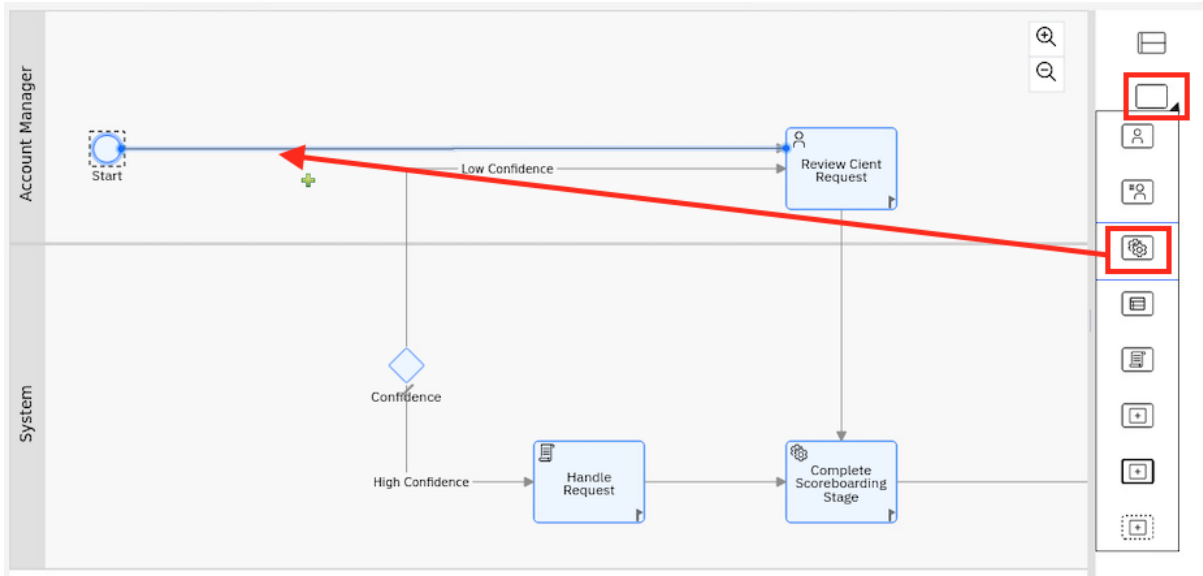 Account Manager
Start
Low Confidence
Review Cient
Request
System
Confidence
High Confidence
Handle
Request
Complete
Scoreboarding
Stage